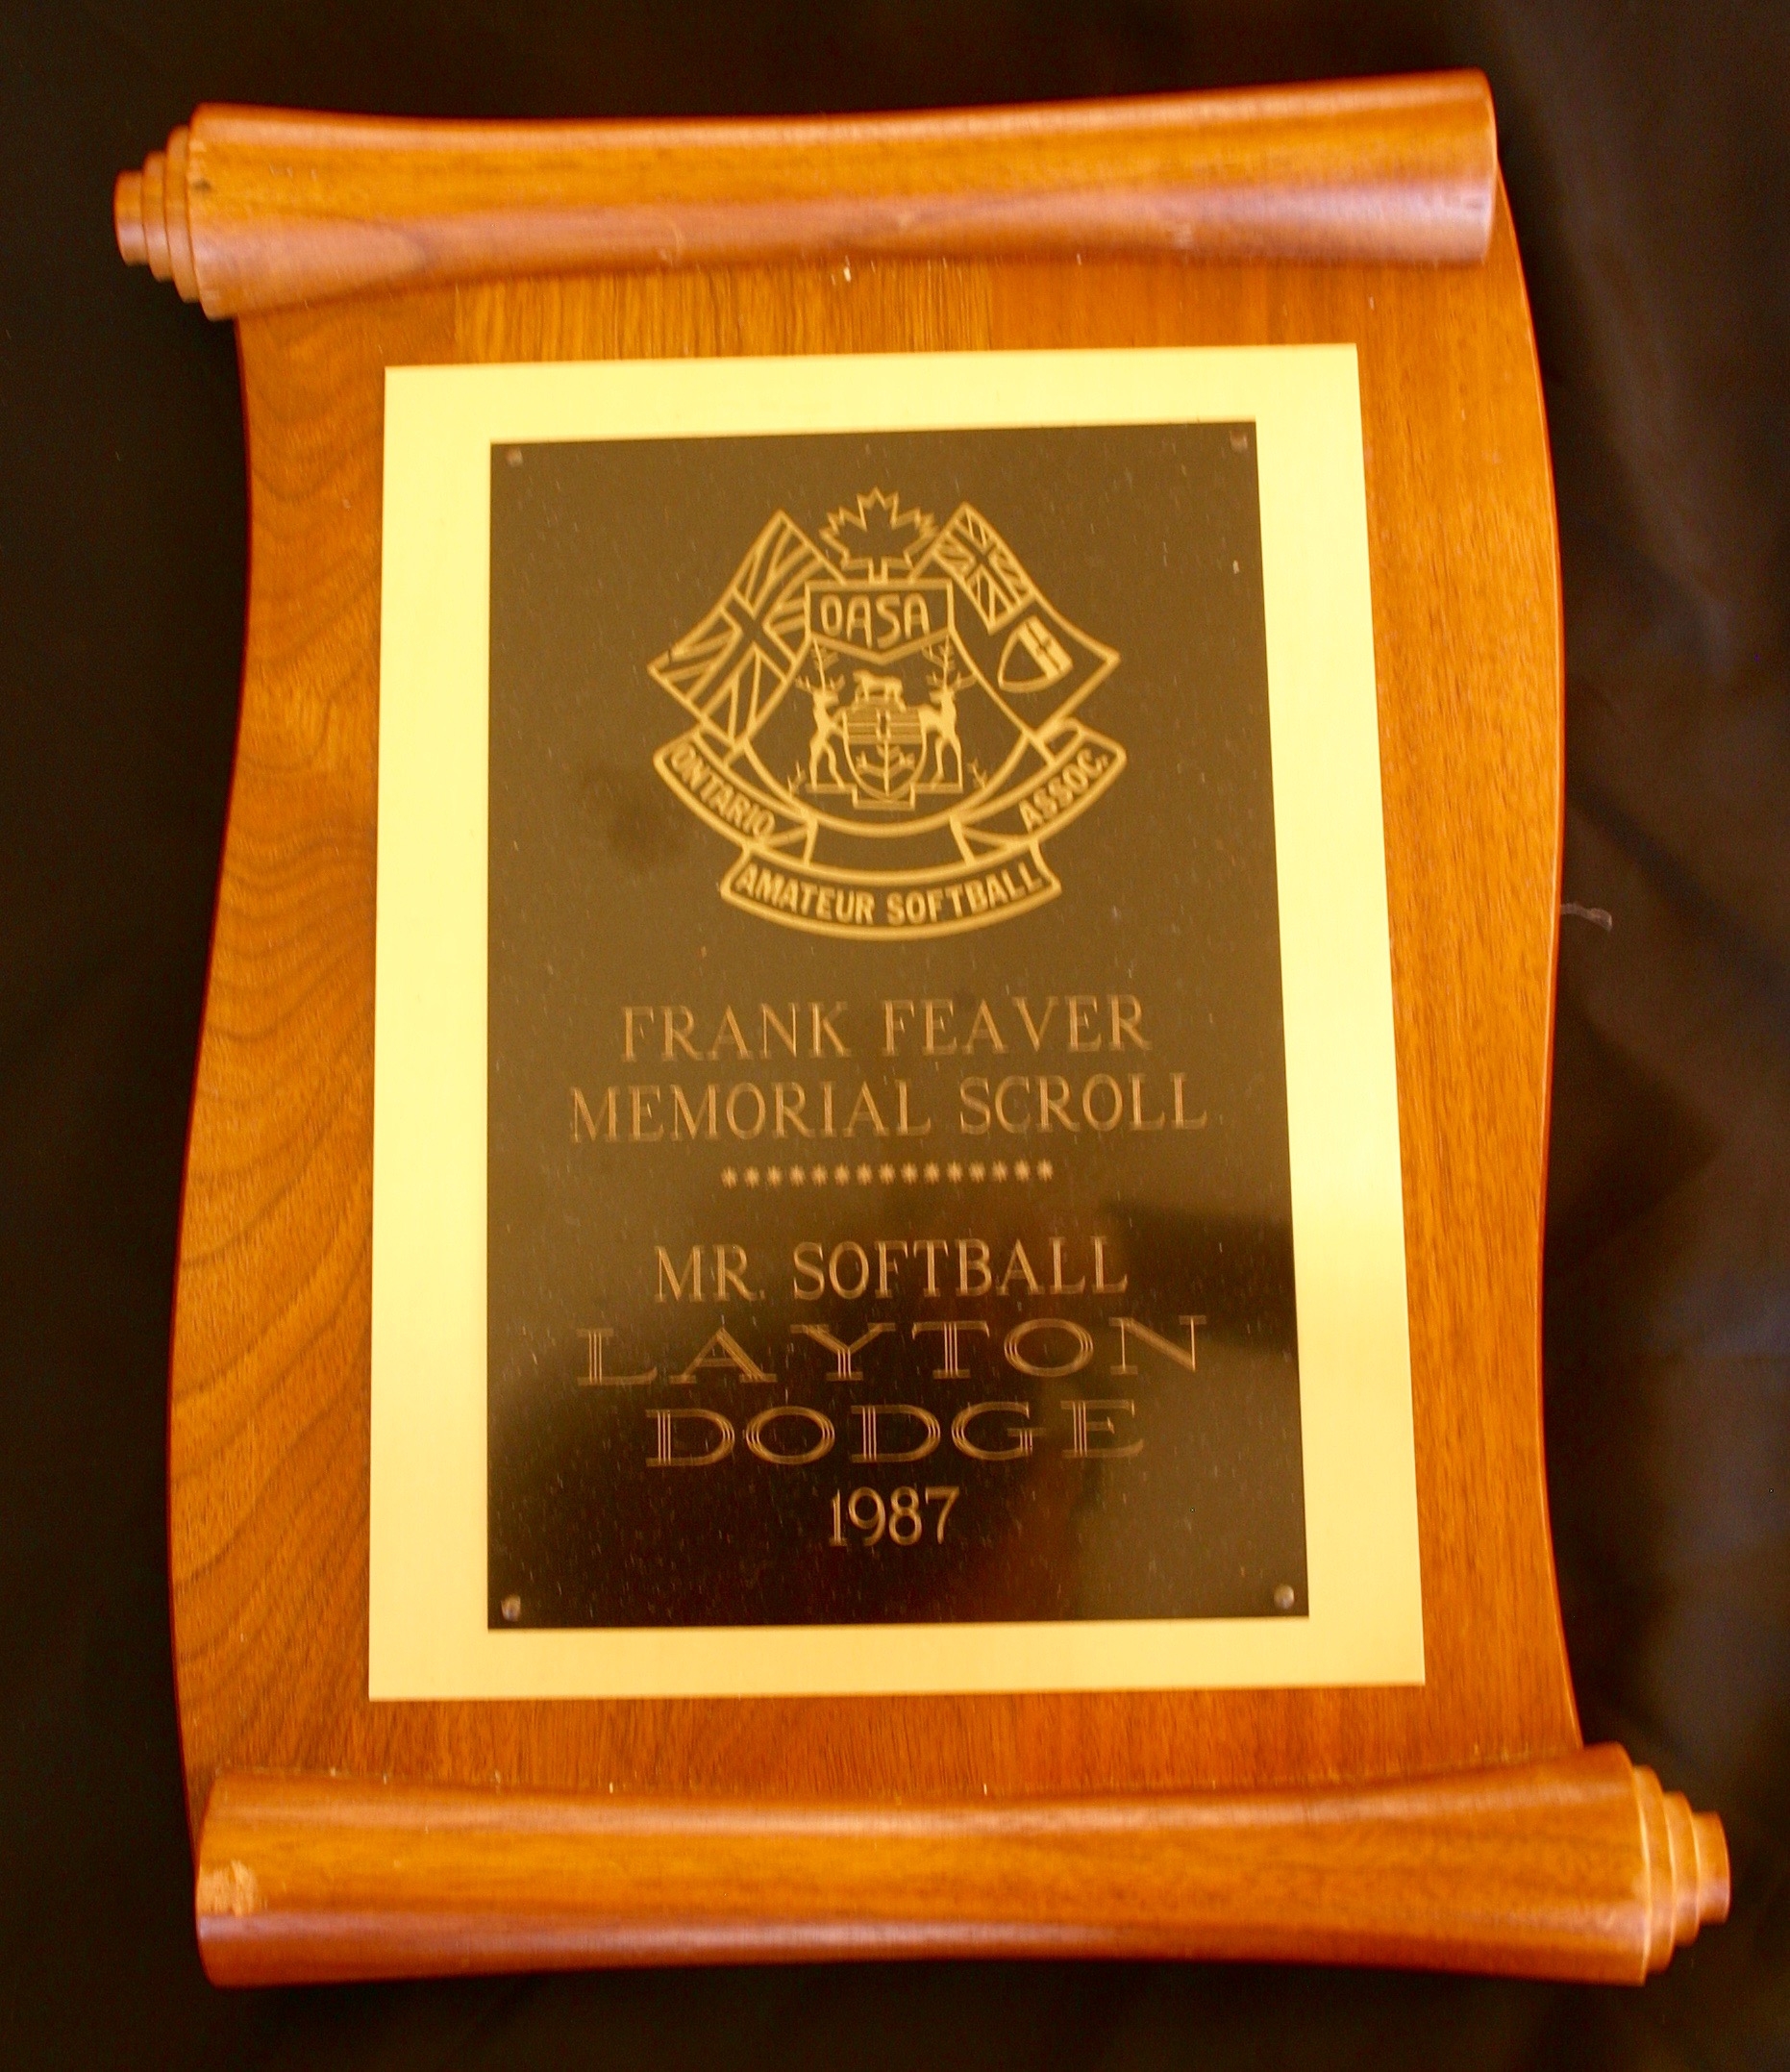 OASA
ONTARIO ASSOC.
AMATEUR SOFTBALL
FRANK FEAVER
MEMORIAL SCROLL
***************
MR. SOFTBALL
LAYTON
DODGE
1987